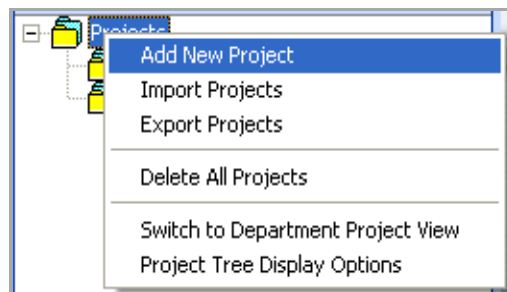 Projects
Add New Project
Import Projects
Export Projects
Delete All Projects
Switch to Department Project View
Project Tree Display Options